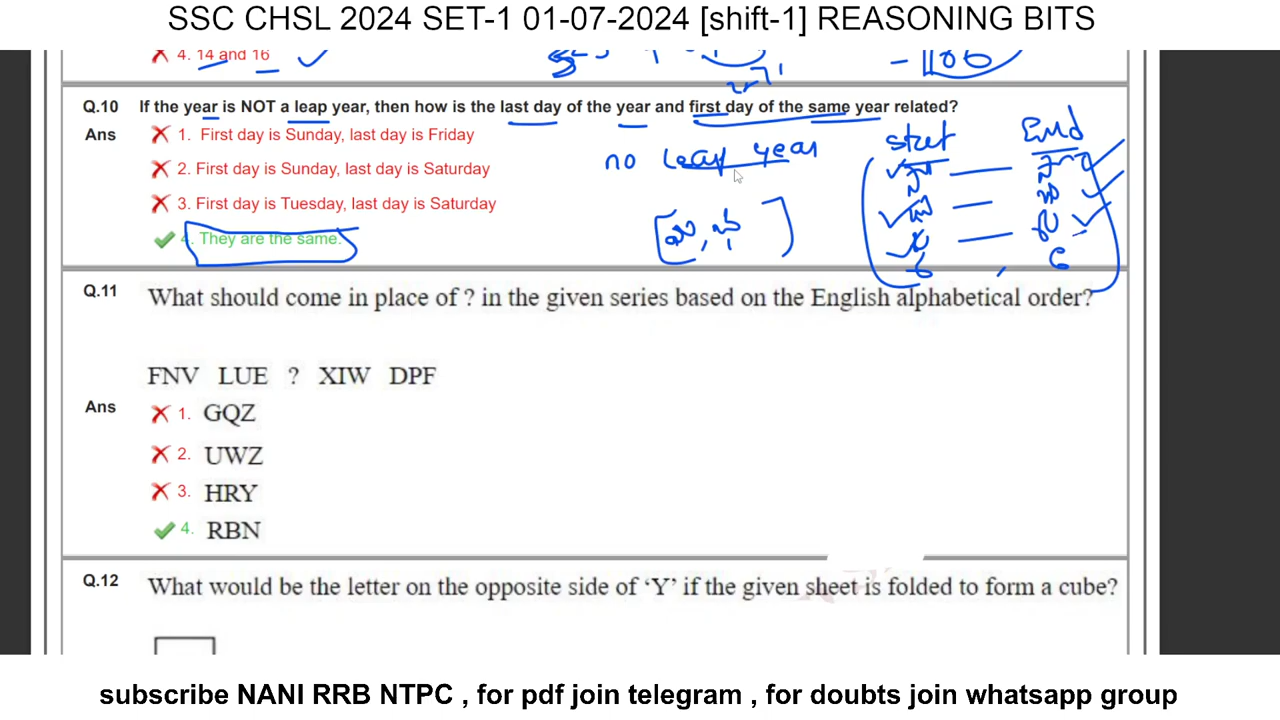 SSC CHSL 2024 SET-1 01-07-2024 [shift-1] REASONING BITS
4. 14 and 16
Q.10 If the year is NOT a leap year, then how is the last day of the year and first day of the same year related?
Ans 1. First day is Sunday, last day is Friday
2. First day is Sunday, last day is Saturday
3. First day is Tuesday, last day is Saturday
4. They are the same.
no leap year
start End
Q.11 What should come in place of ? in the given series based on the English alphabetical order?
FNV LUE ? XIW DPF
Ans 1. GQZ
2. UWZ
3. HRY
4. RBN
Q.12 What would be the letter on the opposite side of ‘Y’ if the given sheet is folded to form a cube?
subscribe NANI RRB NTPC , for pdf join telegram , for doubts join whatsapp group